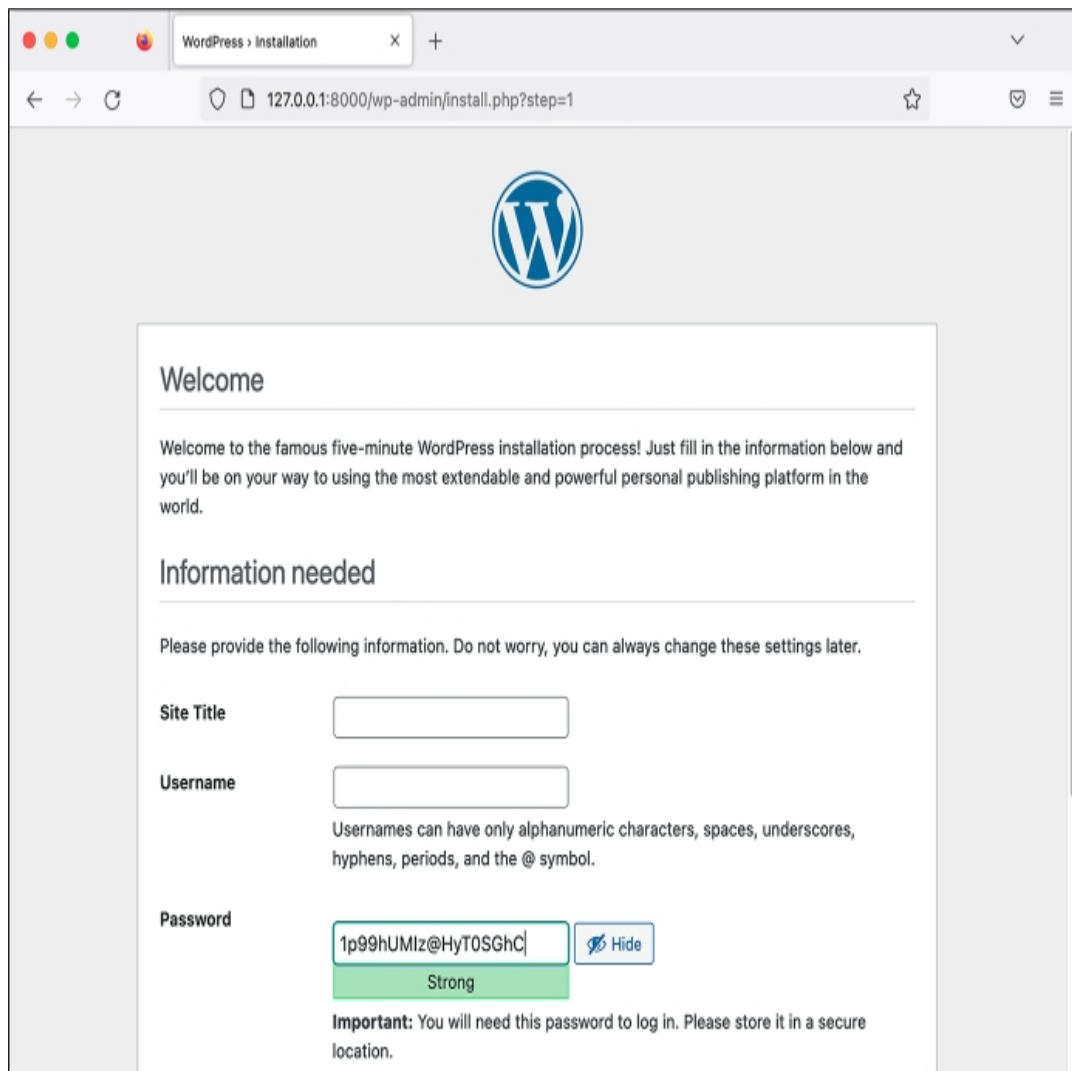 WordPress › Installation
127.0.0.1:8000/wp-admin/install.php?step=1
Welcome
Welcome to the famous five-minute WordPress installation process! Just fill in the information below and
you'll be on your way to using the most extendable and powerful personal publishing platform in the
world.
Information needed
Please provide the following information. Do not worry, you can always change these settings later.
Site Title
Username
Usernames can have only alphanumeric characters, spaces, underscores,
hyphens, periods, and the @ symbol.
Password
1p99hUMIz@HyT0SGhC
Hide
Strong
Important: You will need this password to log in. Please store it in a secure
location.